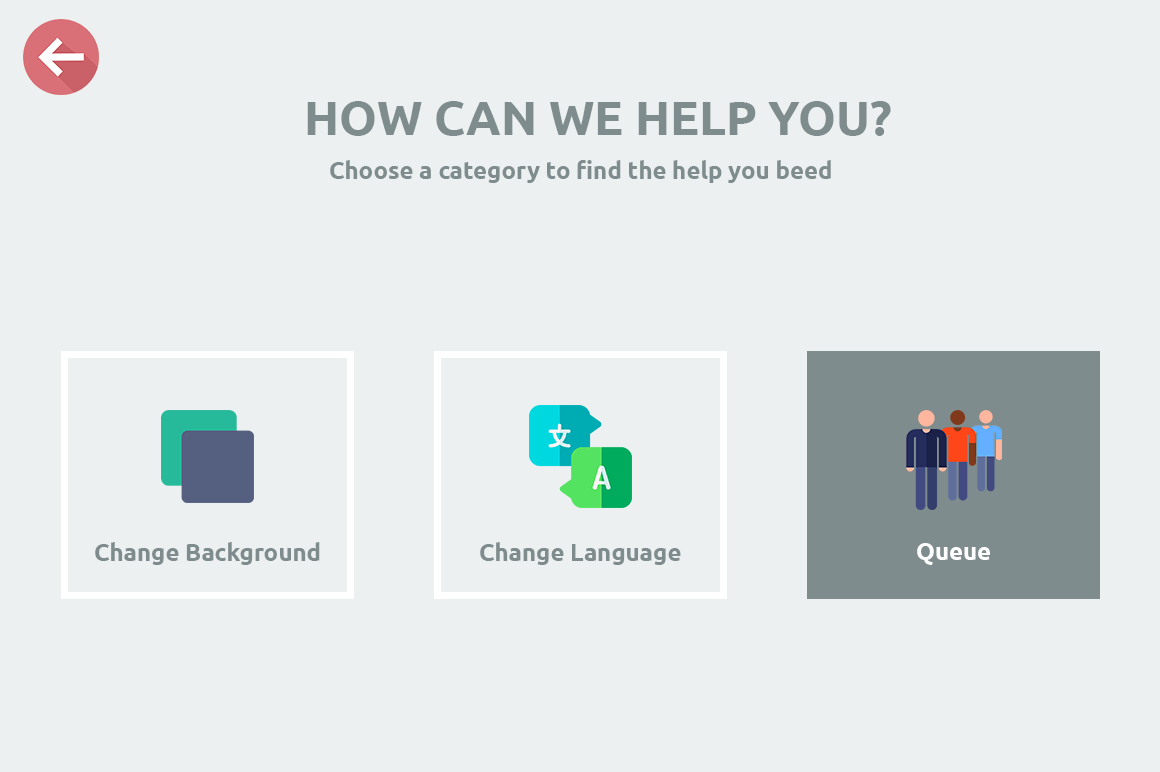 HOW CAN WE HELP YOU?
Choose a category to find the help you beed
文
A
Change Background
Change Language
Queue